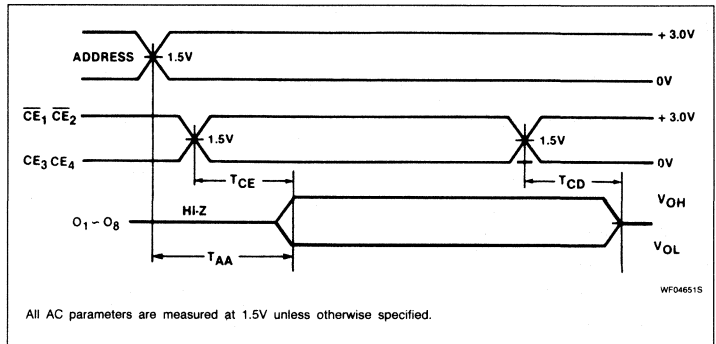 + 3.0V
ADDRESS 1.5V
0V
CE1 CE2 + 3.0V
1.5V 1.5V
CE3 CE4 0V
TCE TCD
HI-Z VOH
O1 – O8
TAA VOL
WF04651S
All AC parameters are measured at 1.5V unless otherwise specified.